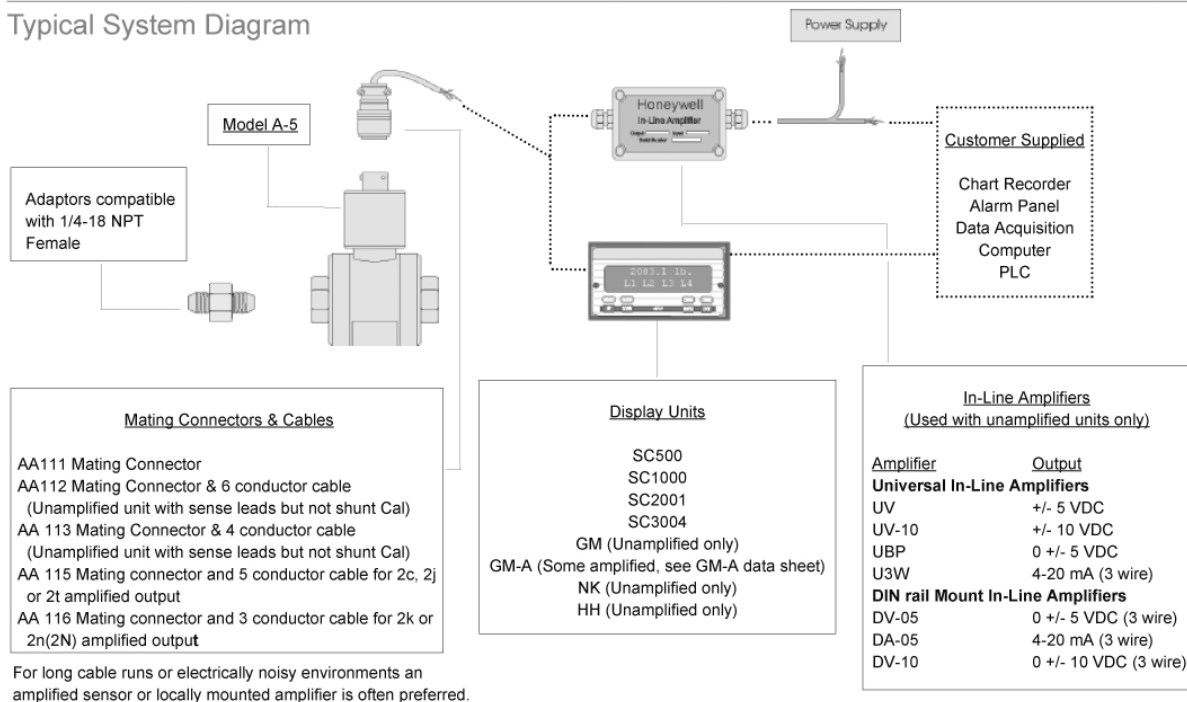 Typical System Diagram
Power Supply
Model A-5
Honeywell
In-Line Amplifier
Customer Supplied
Chart Recorder
Alarm Panel
Data Acquisition
Computer
PLC
Adaptors compatible
with 1/4-18 NPT
Female
2003.1 lb.
L1 L2 L3 L4
Mating Connectors & Cables
AA111 Mating Connector
AA112 Mating Connector & 6 conductor cable
(Unamplified unit with sense leads but not shunt Cal)
AA 113 Mating Connector & 4 conductor cable
(Unamplified unit with sense leads but not shunt Cal)
AA 115 Mating connector and 5 conductor cable for 2c, 2j
or 2t amplified output
AA 116 Mating connector and 3 conductor cable for 2k or
2n(2N) amplified output
For long cable runs or electrically noisy environments an
amplified sensor or locally mounted amplifier is often preferred.
Display Units
SC500
SC1000
SC2001
SC3004
GM (Unamplified only)
GM-A (Some amplified, see GM-A data sheet)
NK (Unamplified only)
HH (Unamplified only)
In-Line Amplifiers
(Used with unamplified units only)
Amplifier Output
Universal In-Line Amplifiers
UV +/- 5 VDC
UV-10 +/- 10 VDC
UBP 0 +/- 5 VDC
U3W 4-20 mA (3 wire)
DIN rail Mount In-Line Amplifiers
DV-05 0 +/- 5 VDC (3 wire)
DA-05 4-20 mA (3 wire)
DV-10 0 +/- 10 VDC (3 wire)